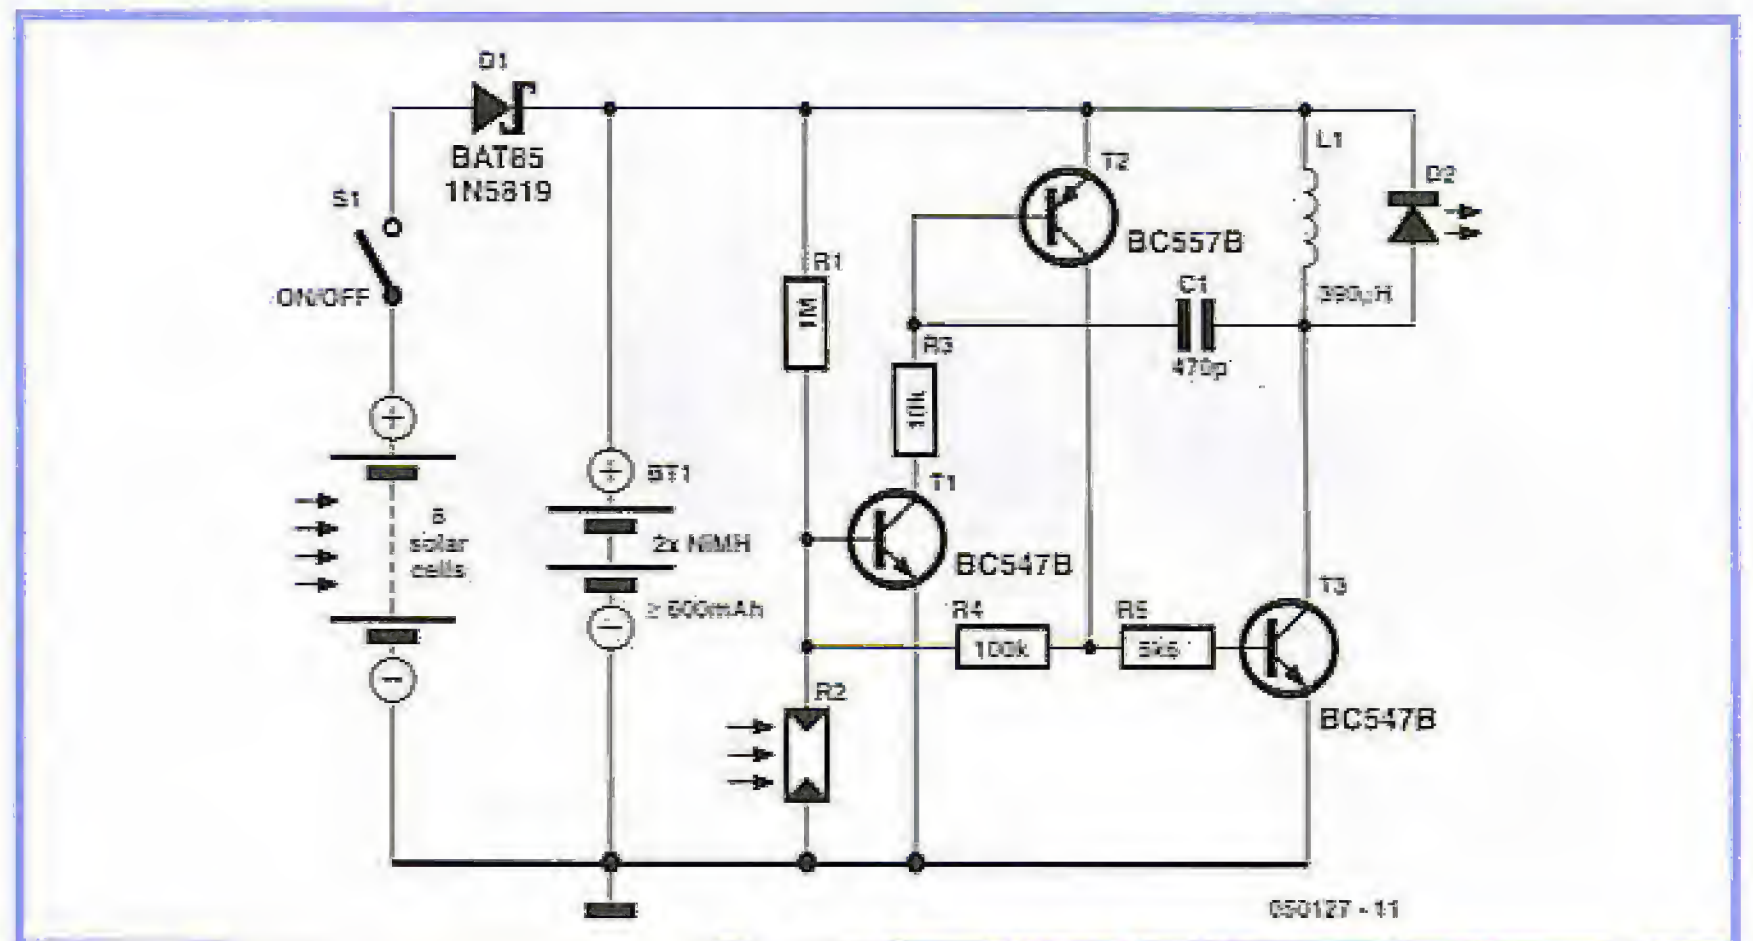 D1
BAT85
1N5819
S1
ON/OFF
solar
cells
BT1
2x NiMH
≥ 600mAh
R1
1M
R2
R3
10k
T1
BC547B
T2
BC557B
C1
470p
L1
390µH
D2
R4
100k
R5
5k6
T3
BC547B
050127 - 11